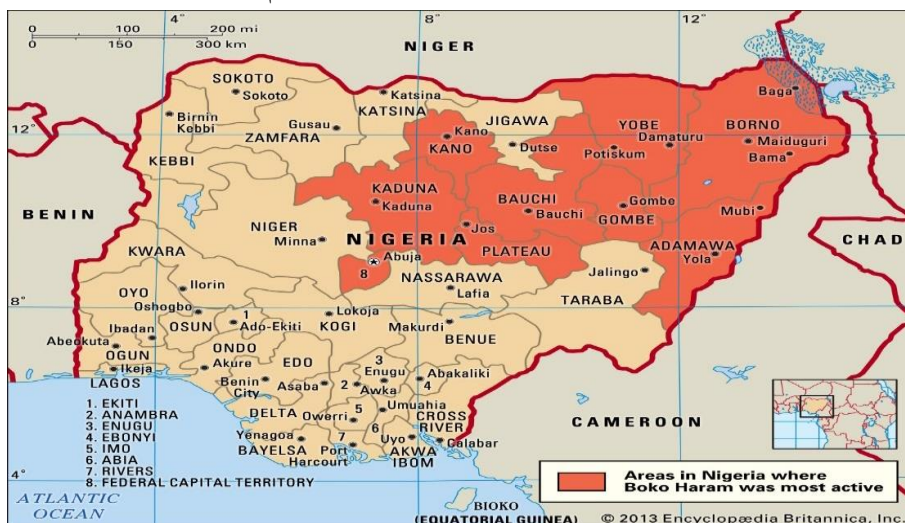 4°
8°
12°
0 100 200 mi
0 150 300 km
NIGER
SOKOTO
Sokoto
Katsina
KATSINA
Birnin
Kebbi
Gusau
ZAMFARA
JIGAWA
Dutse
Kano
KANO
YOBE
Damaturu
Potiskum
Baga
BORNO
Maiduguri
Bama
12°
12°
KEBBI
KADUNA
Kaduna
BAUCHI
Bauchi
Gombe
GOMBE
Mubi
BENIN
NIGER
Minna
NIGERIA
Jos
PLATEAU
ADAMAWA
Yola
CHAD
KWARA
8
Abuja
NASSARAWA
Lafia
Jalingo
TARABA
8°
8°
OYO
Ilorin
Oshogbo
1
Ibadan
OSUN
Ado-Ekiti
Lokoja
KOGI
Makurdi
BENUE
Abeokuta
OGUN
Ikeja
ONDO
Akure
EDO
3
Enugu
Abakaliki
LAGOS
Benin
City
Asaba
2
Awka
4
1. EKITI
2. ANAMBRA
3. ENUGU
4. EBONYI
5. IMO
6. ABIA
7. RIVERS
8. FEDERAL CAPITAL TERRITORY
DELTA
Owerri
5
Umuahia
6
CROSS
RIVER
Yenagoa
BAYELSA
7
Port
Harcourt
Uyo
AKWA
IBOM
Calabar
CAMEROON
4°
4°
ATLANTIC
OCEAN
BIOKO
(EQUATORIAL GUINEA)
Areas in Nigeria where
Boko Haram was most active
© 2013 Encyclopædia Britannica, Inc.